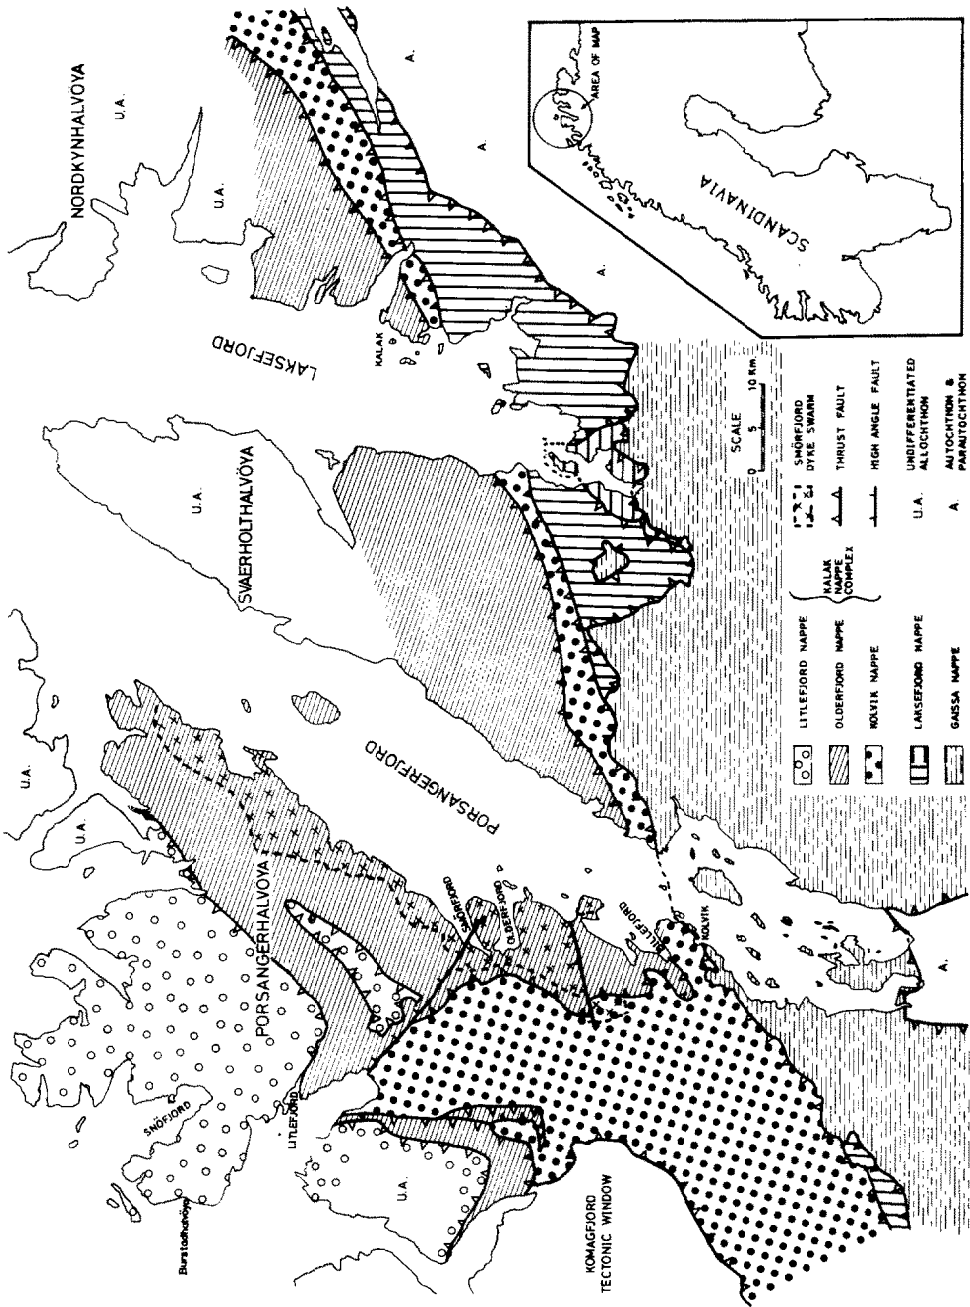 NORDKYNHALVÖYA
U.A.
U.A.
A.
A.
A.
LAKSEFJORD
KALAK
SVAERHOLTHALVÖYA
U.A.
PORSANGERFJORD
U.A.
U.A.
PORSANGERHALVÖYA
SMÖRFJORD
OLDERFJORD
BILLEFJORD
KOLVIK
A.
SNÖFJORD
LITLEFJORD
Burstadhalvöya
U.A.
KOMAGFJORD
TECTONIC WINDOW
AREA OF MAP
SCANDINAVIA
SCALE
0 5 10 Km.
LITLEFJORD NAPPE
OLDERFJORD NAPPE
KOLVIK NAPPE
KALAK
NAPPE
COMPLEX
LAKSEFJORD NAPPE
GAISSA NAPPE
SMÖRFJORD
DYKE SWARM
THRUST FAULT
HIGH ANGLE FAULT
U.A.
UNDIFFERENTIATED
ALLOCHTHON
A.
AUTOCHTHON &
PARAUTOCHTHON